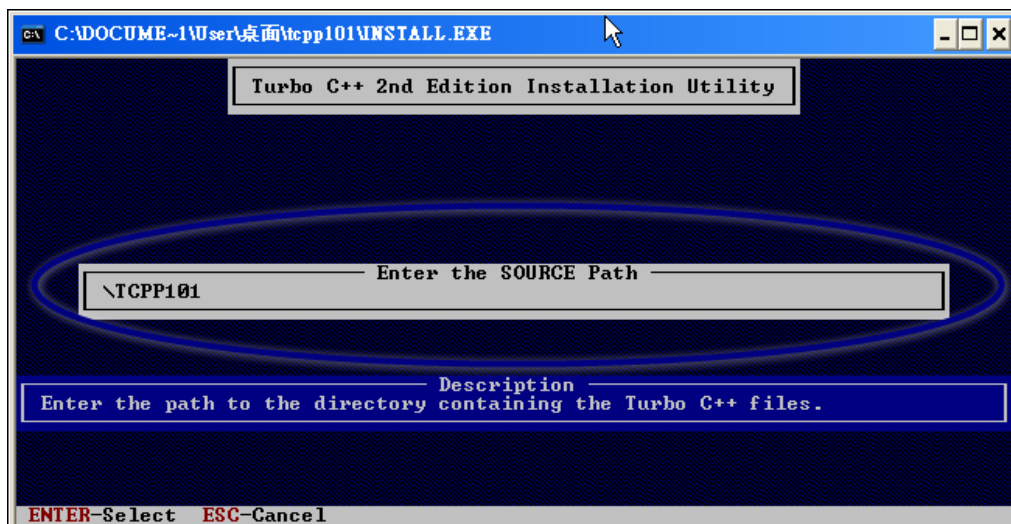 C:\DOCUME~1\User\桌面\tcpp101\INSTALL.EXE
Turbo C++ 2nd Edition Installation Utility
Enter the SOURCE Path
\TCPP101
Description
Enter the path to the directory containing the Turbo C++ files.
ENTER-Select ESC-Cancel